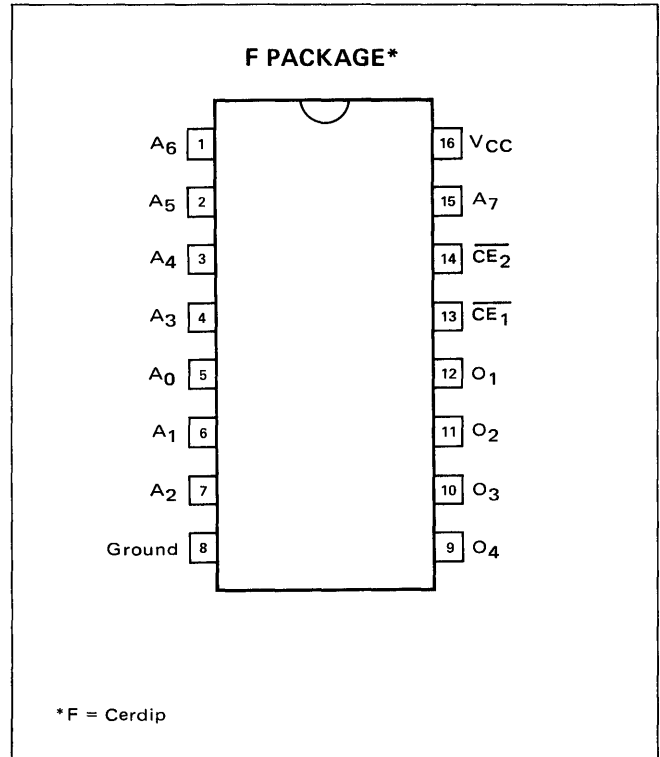 F PACKAGE*
A6 1 16 VCC
A5 2 15 A7
A4 3 14 CE2
A3 4 13 CE1
A0 5 12 O1
A1 6 11 O2
A2 7 10 O3
Ground 8 9 O4
*F = Cerdip